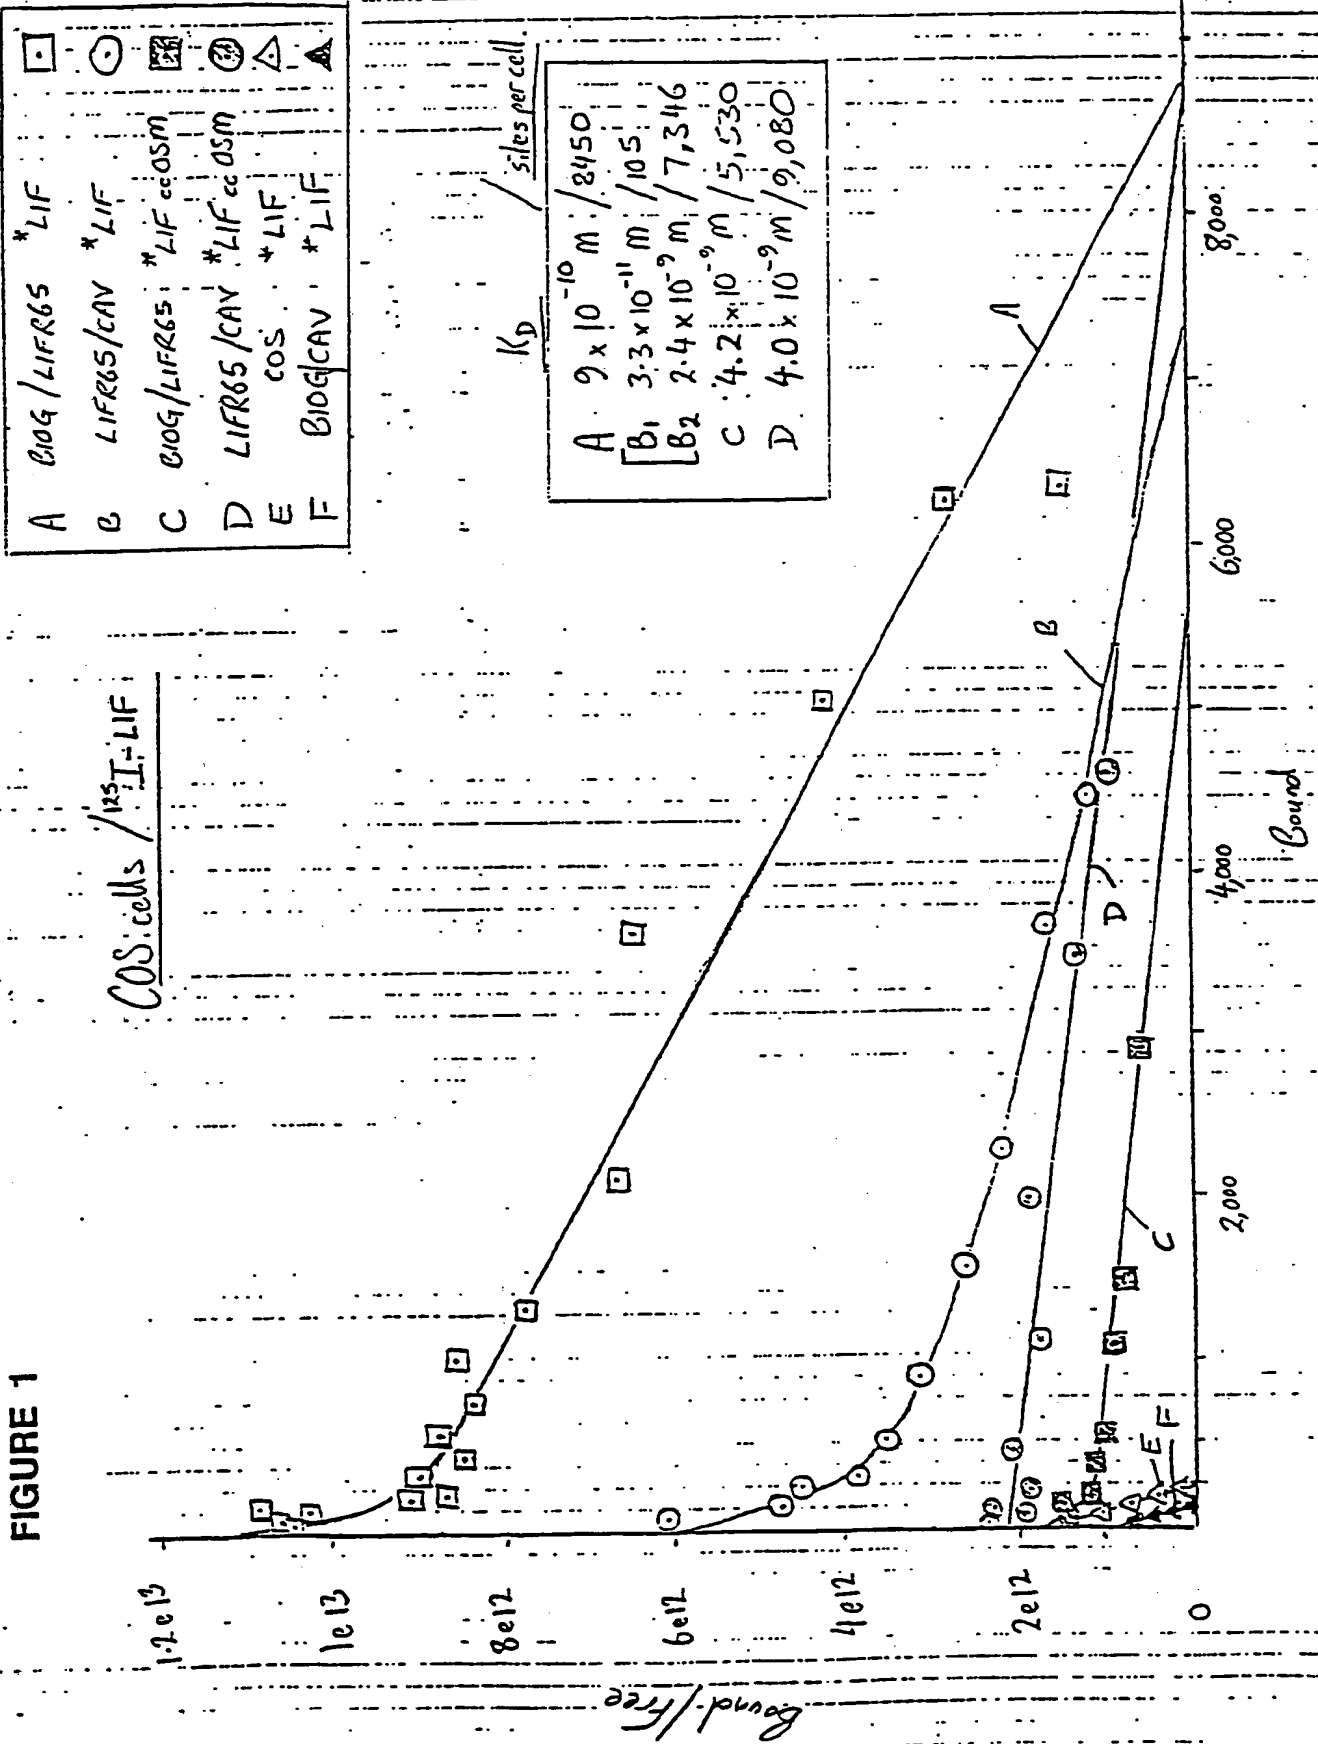 FIGURE 1
COS cells / ¹²⁵I-LIF
A B10G/LIFR65 *LIF
B LIFR65/CAV *LIF
C B10G/LIFR65 *LIF cc OSM
D LIFR65/CAV *LIF cc OSM
E COS *LIF
F B10G/CAV *LIF
K_D / sites per cell.
A 9 x 10⁻¹⁰ m / 8450
B₁ 3.3 x 10⁻¹¹ m / 105
B₂ 2.4 x 10⁻⁹ m / 7,316
C 4.2 x 10⁻⁹ m / 5,530
D 4.0 x 10⁻⁹ m / 9,080
Bound/Free
1.2e13
1e13
8e12
6e12
4e12
2e12
0
A
B
D
C
E
F
2,000
4,000
6,000
8,000
Bound